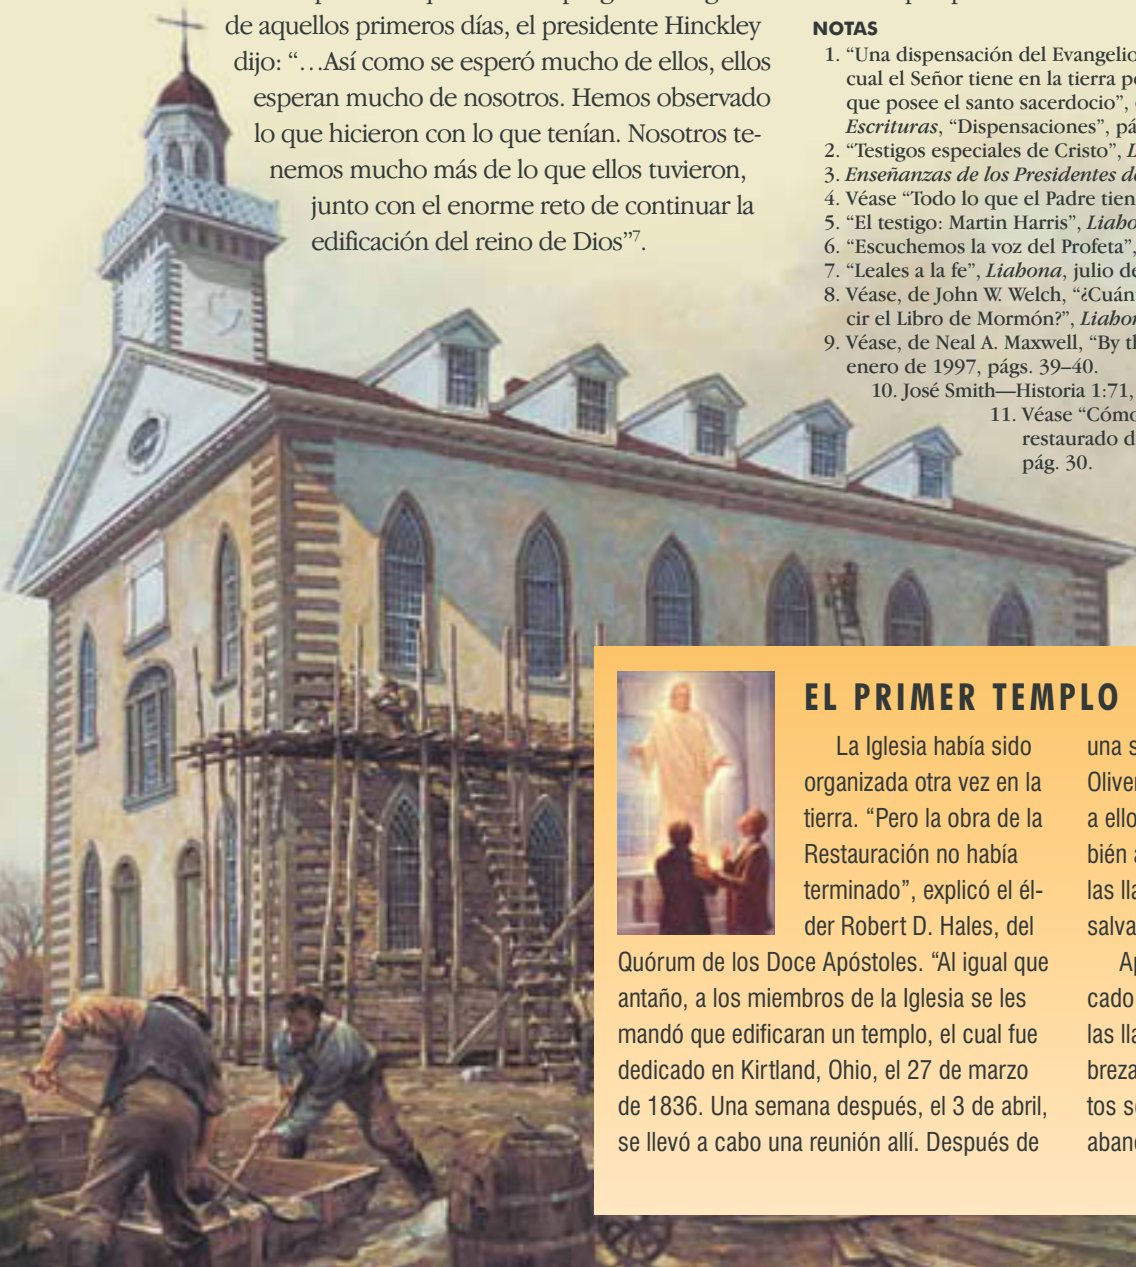 de aquellos primeros días, el presidente Hinckley
dijo: “…Así como se esperó mucho de ellos, ellos
esperan mucho de nosotros. Hemos observado
lo que hicieron con lo que tenían. Nosotros te-
nemos mucho más de lo que ellos tuvieron,
junto con el enorme reto de continuar la
edificación del reino de Dios”7.
NOTAS
1. “Una dispensación del Evangelio
cual el Señor tiene en la tierra
que posee el santo sacerdocio”,
Escrituras, “Dispensaciones”,
2. “Testigos especiales de Cristo”,
3. Enseñanzas de los Presidentes
4. Véase “Todo lo que el Padre
5. “El testigo: Martin Harris”,
6. “Escuchemos la voz del Profeta”,
7. “Leales a la fe”, Liahona, julio de
8. Véase, de John W. Welch,
cir el Libro de Mormón?”,
9. Véase, de Neal A. Maxwell, “By
enero de 1997, págs. 39–40.
10. José Smith—Historia 1:71,
11. Véase “Cómo
restaurado
pág. 30.
EL PRIMER TEMPLO
La Iglesia había sido
organizada otra vez en la
tierra. “Pero la obra de la
Restauración no había
terminado”, explicó el él-
der Robert D. Hales, del
Quórum de los Doce Apóstoles. “Al igual que
antaño, a los miembros de la Iglesia se les
mandó que edificaran un templo, el cual fue
dedicado en Kirtland, Ohio, el 27 de marzo
de 1836. Una semana después, el 3 de abril,
se llevó a cabo una reunión allí. Después de
una
Oliver
a
bién
las
cado
las
tos